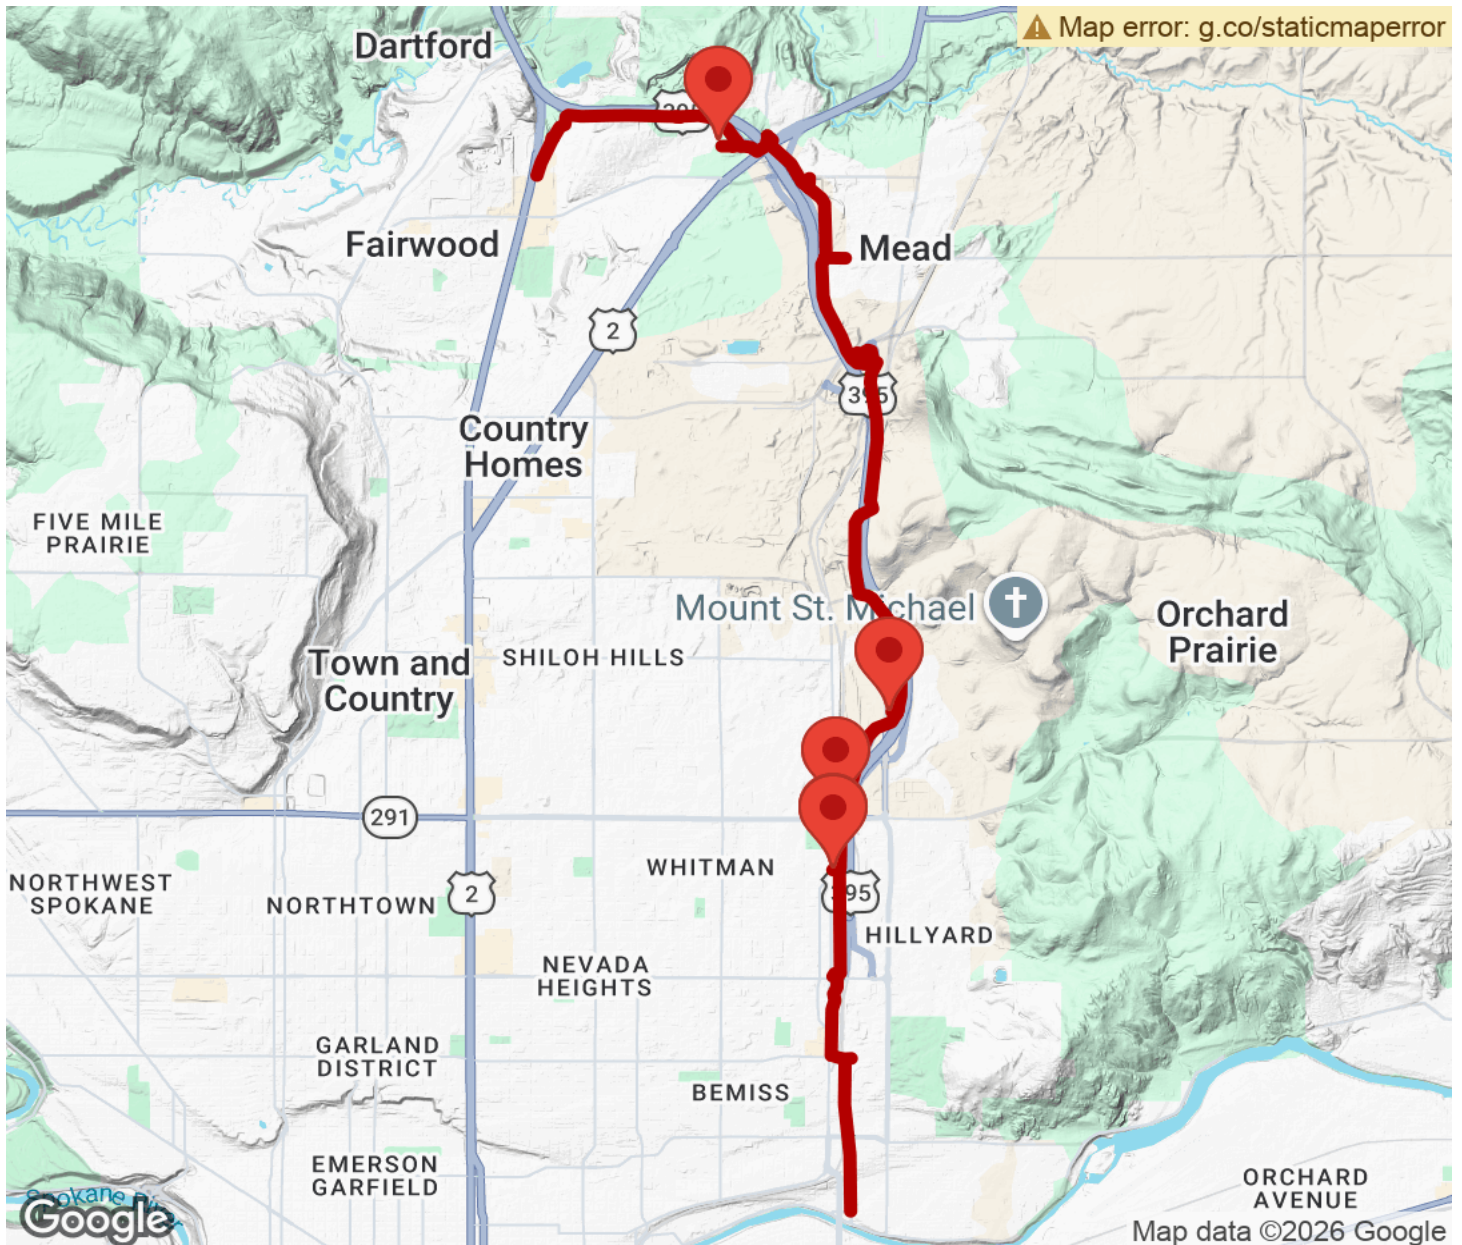 Dartford
Map error: g.co/staticmaperror
Fairwood
Mead
2
395
Country
Homes
FIVE MILE
PRAIRIE
Mount St. Michael
Orchard
Prairie
SHILOH HILLS
Town and
Country
291
WHITMAN
NORTHWEST
SPOKANE
NORTHTOWN
2
395
HILLYARD
NEVADA
HEIGHTS
GARLAND
DISTRICT
BEMISS
EMERSON
GARFIELD
ORCHARD
AVENUE
Spokane River
Google
Map data ©2026 Google